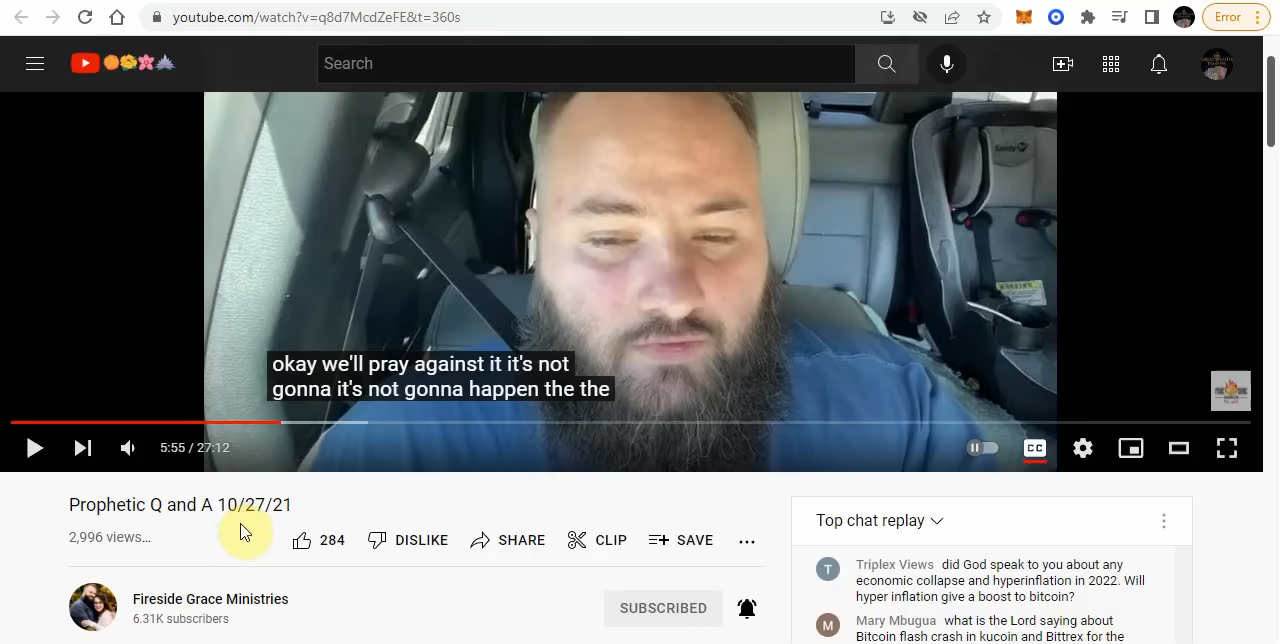 youtube.com/watch?v=q8d7McdZeFE&t=360s
Error
Search
WARNING
okay we'll pray against it it's not
gonna it's not gonna happen the the
5:55 / 27:12
CC
Prophetic Q and A 10/27/21
2,996 views...
284
DISLIKE
SHARE
CLIP
SAVE
Fireside Grace Ministries
6.31K subscribers
SUBSCRIBED
Top chat replay
T
Triplex Views did God speak to you about any
economic collapse and hyperinflation in 2022. Will
hyper inflation give a boost to bitcoin?
M
Mary Mbugua what is the Lord saying about
Bitcoin flash crash in kucoin and Bittrex for the